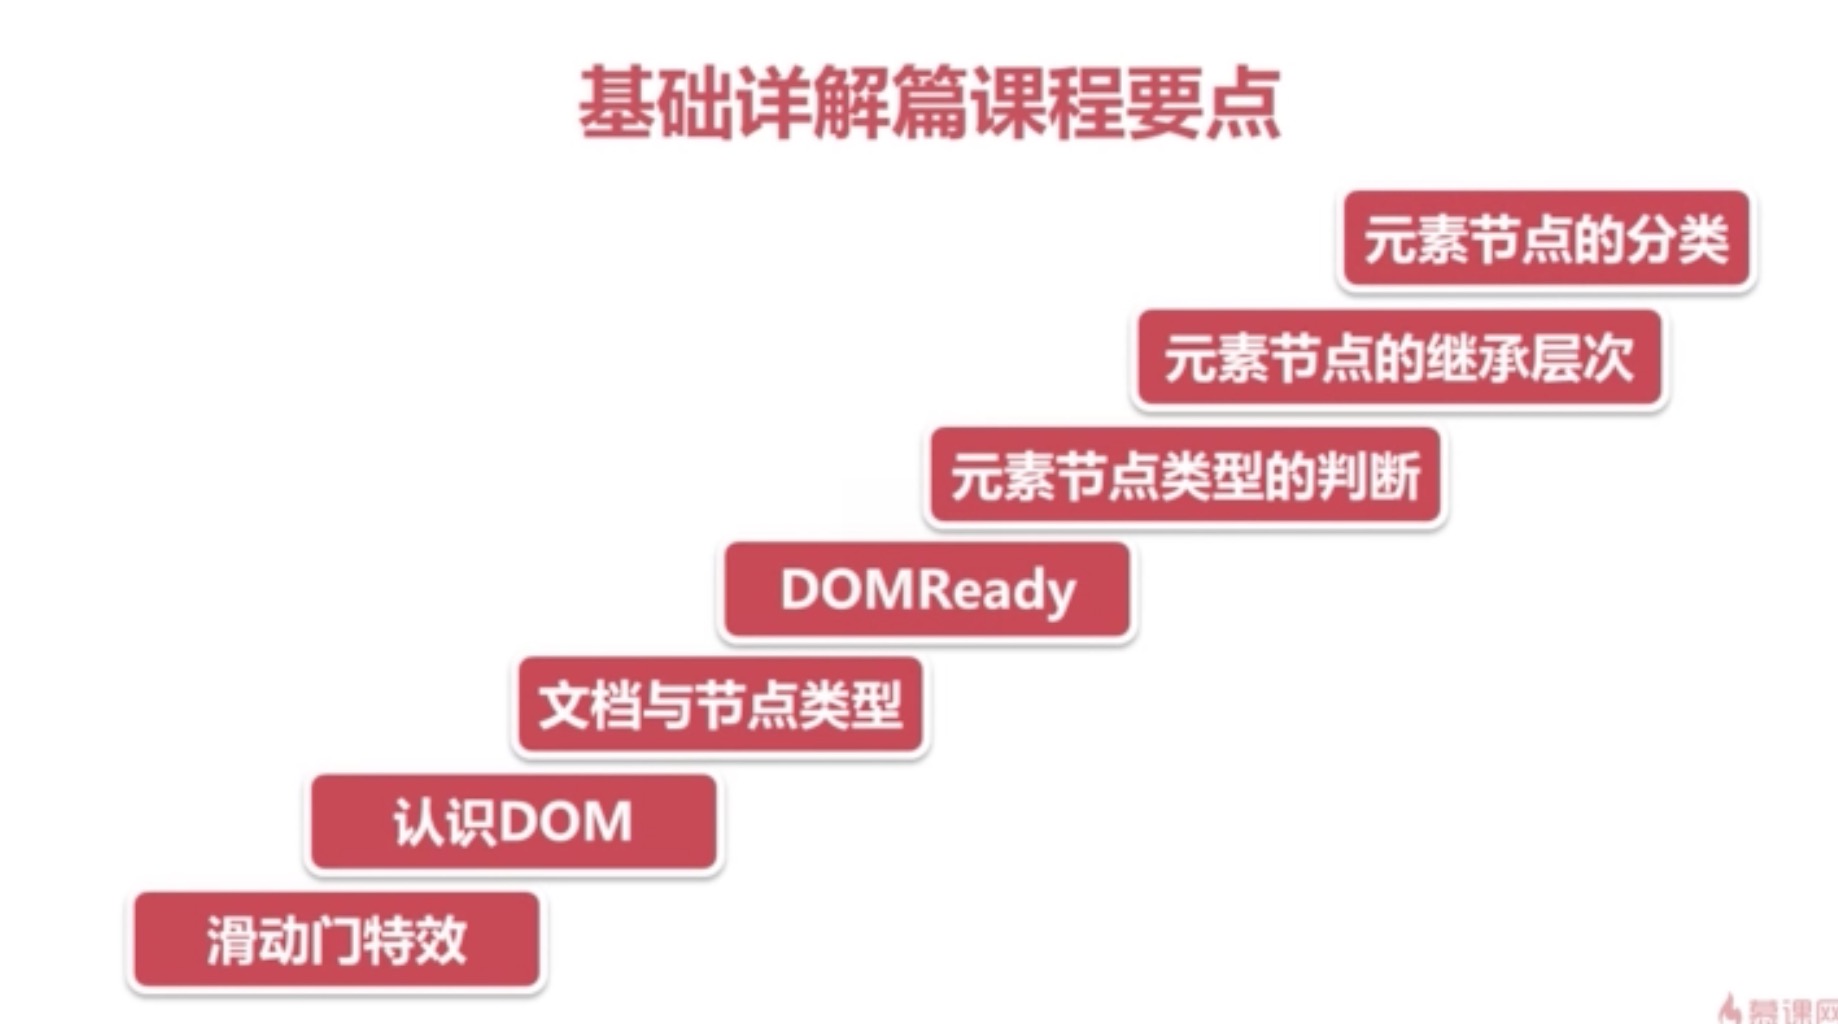 基础详解篇课程要点
元素节点的分类
元素节点的继承层次
元素节点类型的判断
DOMReady
文档与节点类型
认识DOM
滑动门特效
慕课网